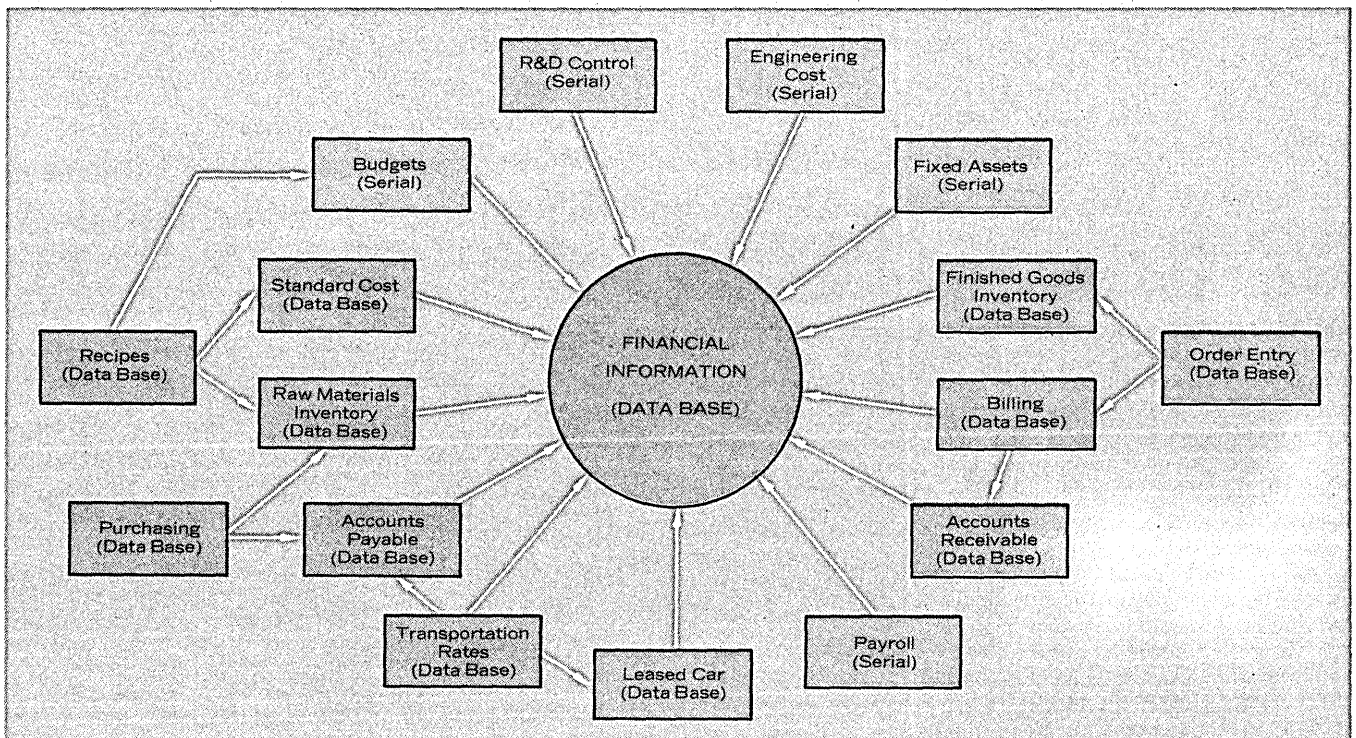 R&D Control
(Serial)
Engineering
Cost
(Serial)
Budgets
(Serial)
Fixed Assets
(Serial)
Standard Cost
(Data Base)
Finished Goods
Inventory
(Data Base)
Recipes
(Data Base)
FINANCIAL
INFORMATION
(DATA BASE)
Order Entry
(Data Base)
Raw Materials
Inventory
(Data Base)
Billing
(Data Base)
Purchasing
(Data Base)
Accounts
Payable
(Data Base)
Accounts
Receivable
(Data Base)
Transportation
Rates
(Data Base)
Leased Car
(Data Base)
Payroll
(Serial)